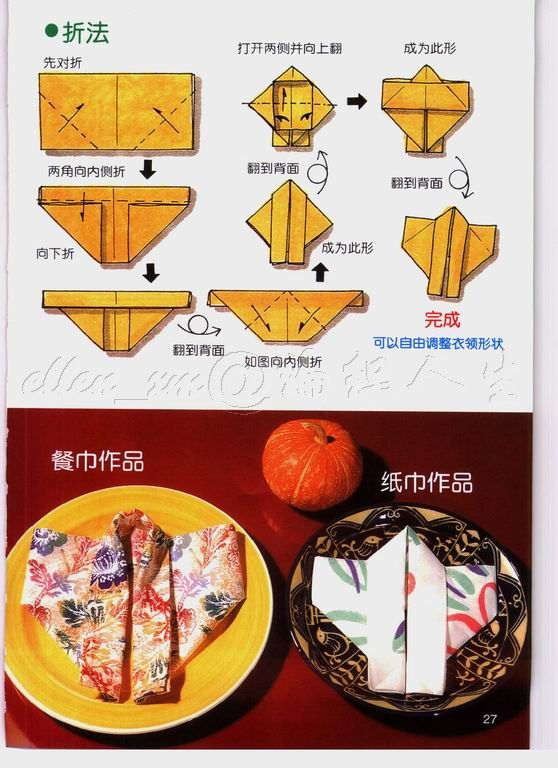 ●折法
先对折
两角向内侧折
向下折
翻到背面
如图向内侧折
成为此形
翻到背面
打开两侧并向上翻
成为此形
翻到背面
完成
可以自由调整衣领形状
餐巾作品
纸巾作品
27